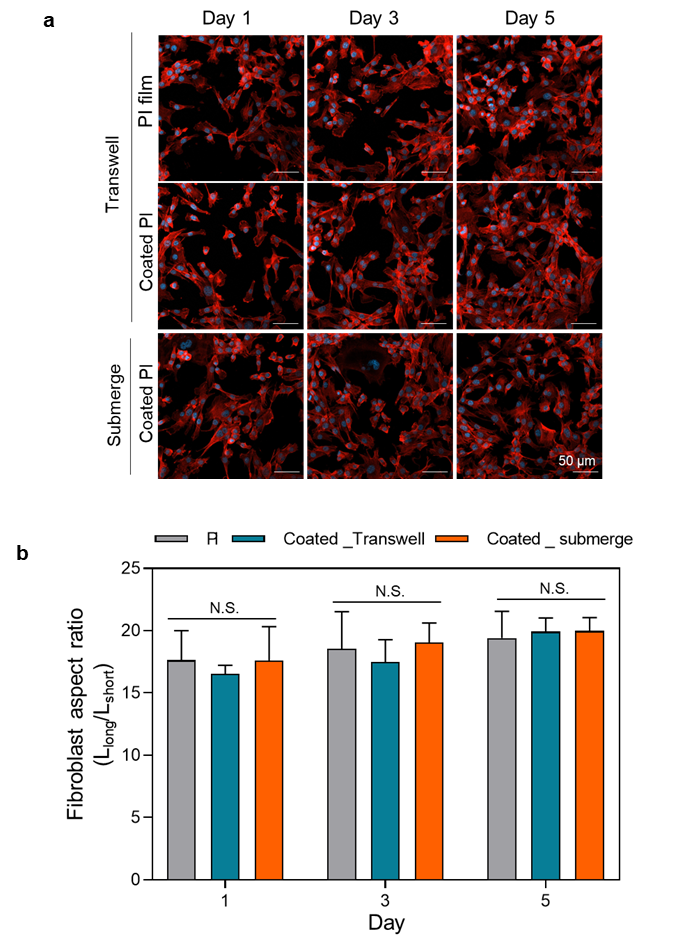 a
Day 1
Day 3
Day 5
Transwell
PI film
Coated PI
Submerge
Coated PI
50 µm
b
PI
Coated _Transwell
Coated _ submerge
Fibroblast aspect ratio
(Llong/Lshort)
25
20
15
10
5
0
N.S.
N.S.
N.S.
1
3
5
Day